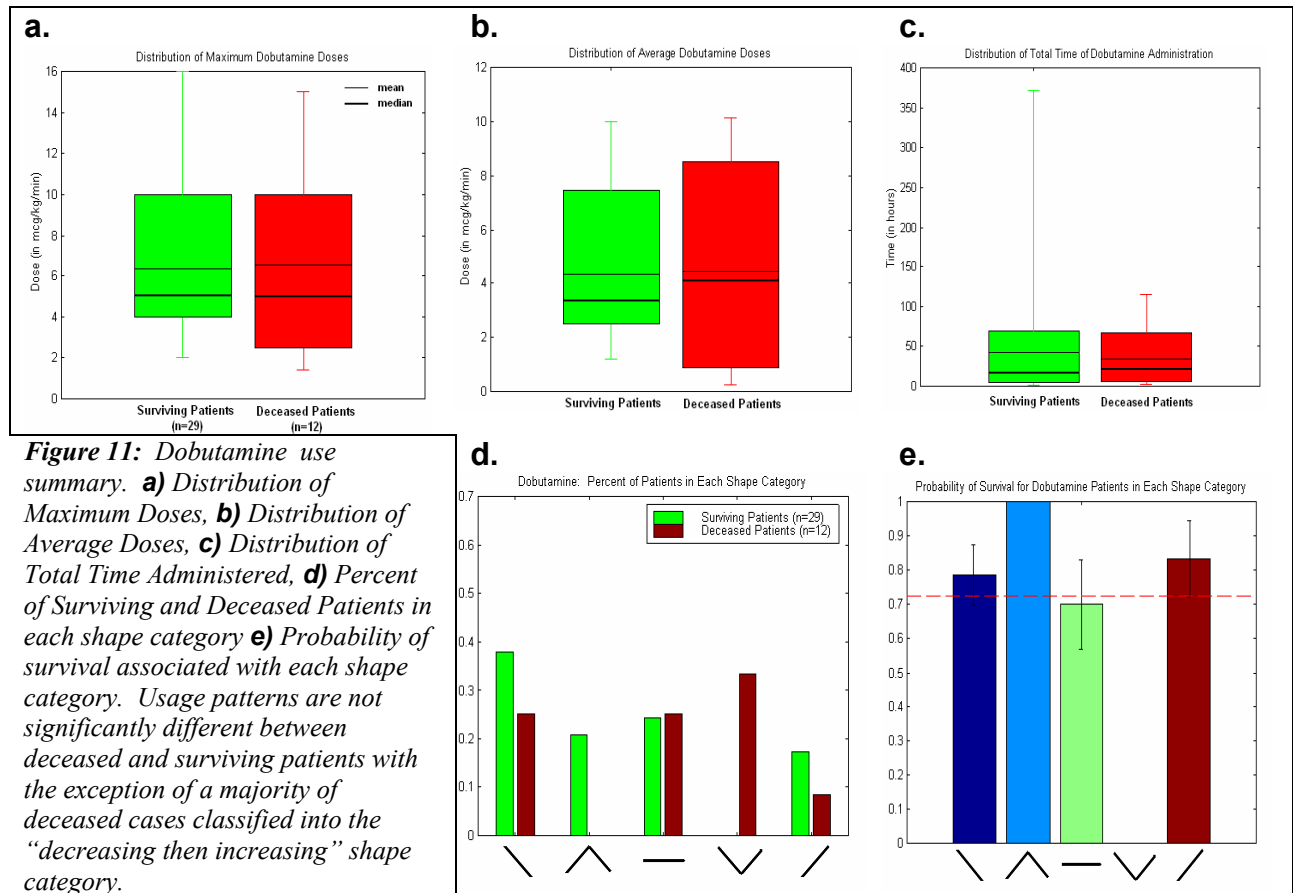 a.
Distribution of Maximum Dobutamine Doses
16
14
12
10
8
6
4
2
0
Dose (in mcg/kg/min)
mean
median
Surviving Patients
(n=29)
Deceased Patients
(n=12)
b.
Distribution of Average Dobutamine Doses
12
10
8
6
4
2
0
Dose (in mcg/kg/min)
Surviving Patients
Deceased Patients
c.
Distribution of Total Time of Dobutamine Administration
400
350
300
250
200
150
100
50
0
Time (in hours)
Surviving Patients
Deceased Patients
Figure 11: Dobutamine use
summary. a) Distribution of
Maximum Doses, b) Distribution of
Average Doses, c) Distribution of
Total Time Administered, d) Percent
of Surviving and Deceased Patients in
each shape category e) Probability of
survival associated with each shape
category. Usage patterns are not
significantly different between
deceased and surviving patients with
the exception of a majority of
deceased cases classified into the
“decreasing then increasing” shape
category.
d.
Dobutamine: Percent of Patients in Each Shape Category
0.7
0.6
0.5
0.4
0.3
0.2
0.1
0
Surviving Patients (n=29)
Deceased Patients (n=12)
e.
Probability of Survival for Dobutamine Patients in Each Shape Category
1
0.9
0.8
0.7
0.6
0.5
0.4
0.3
0.2
0.1
0